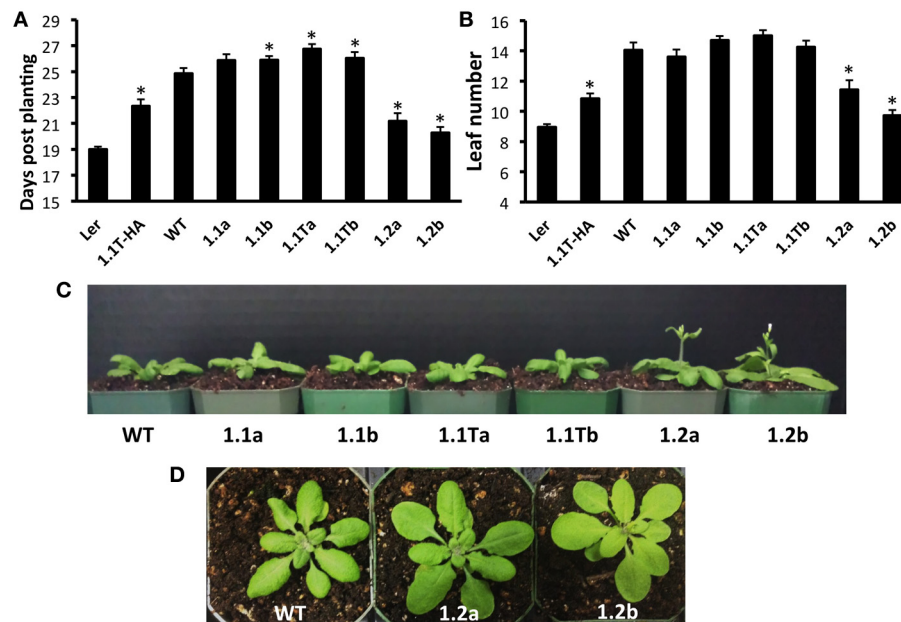 A
Days post planting
29
27
25
23
21
19
17
15
* * * * * *
Ler 1.1T-HA WT 1.1a 1.1b 1.1Ta 1.1Tb 1.2a 1.2b
B
Leaf number
16
14
12
10
8
6
4
* * *
Ler 1.1T-HA WT 1.1a 1.1b 1.1Ta 1.1Tb 1.2a 1.2b
C
WT 1.1a 1.1b 1.1Ta 1.1Tb 1.2a 1.2b
D
WT 1.2a 1.2b